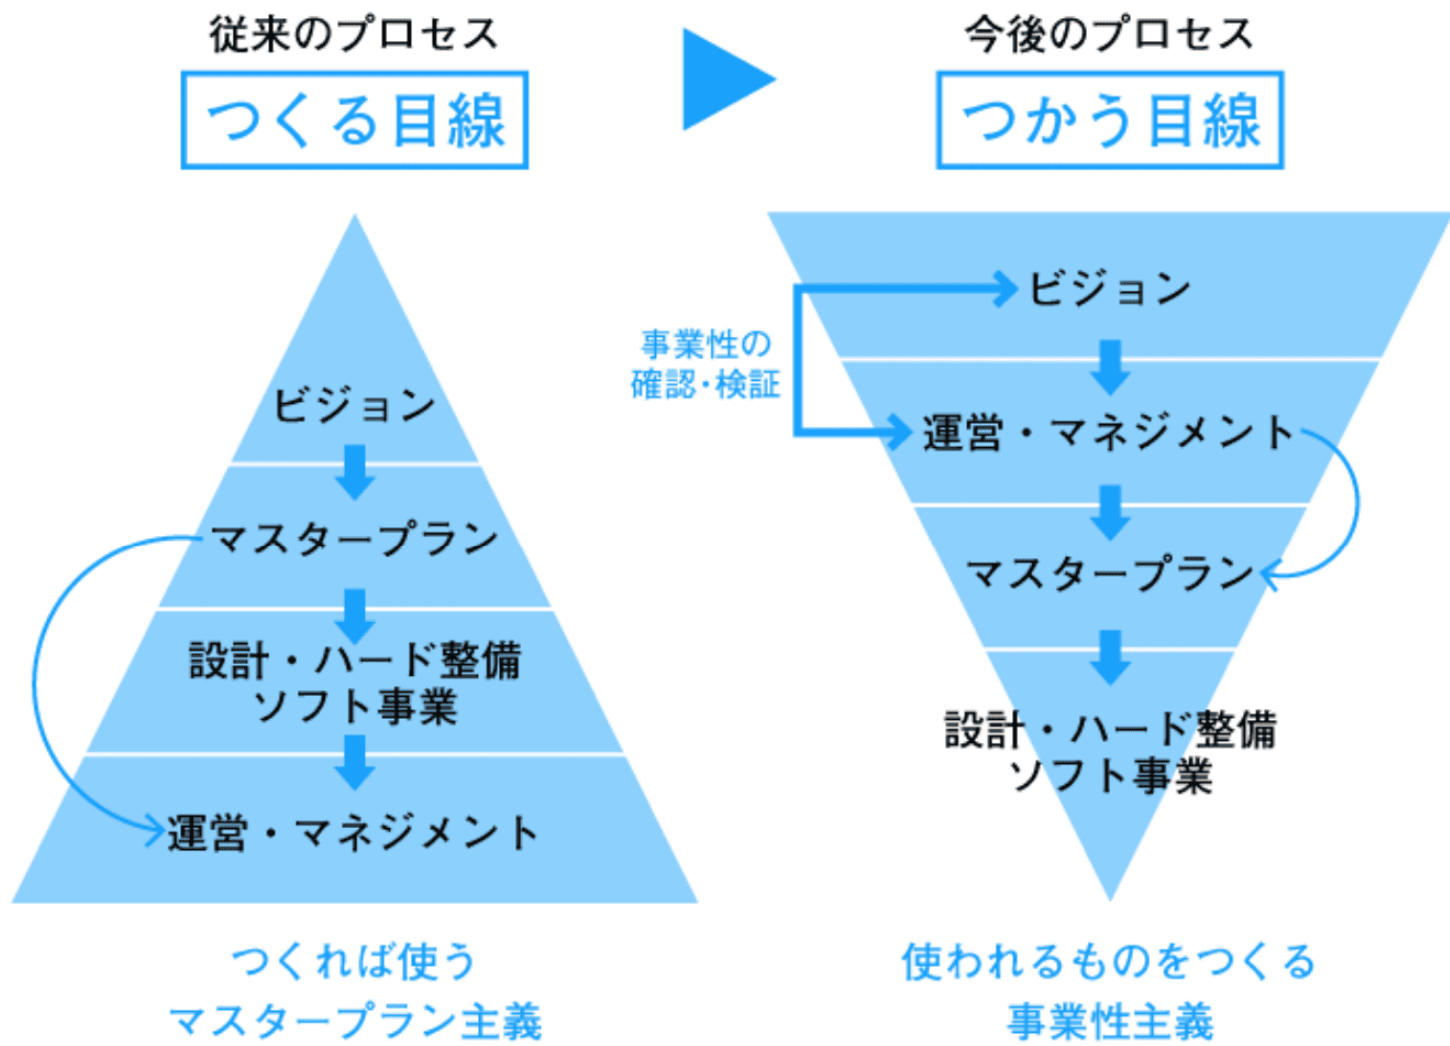 従来のプロセス
つくる目線
ビジョン
マスタープラン
設計・ハード整備
ソフト事業
運営・マネジメント
つくれば使う
マスタープラン主義
今後のプロセス
つかう目線
事業性の
確認・検証
ビジョン
運営・マネジメント
マスタープラン
設計・ハード整備
ソフト事業
使われるものをつくる
事業性主義